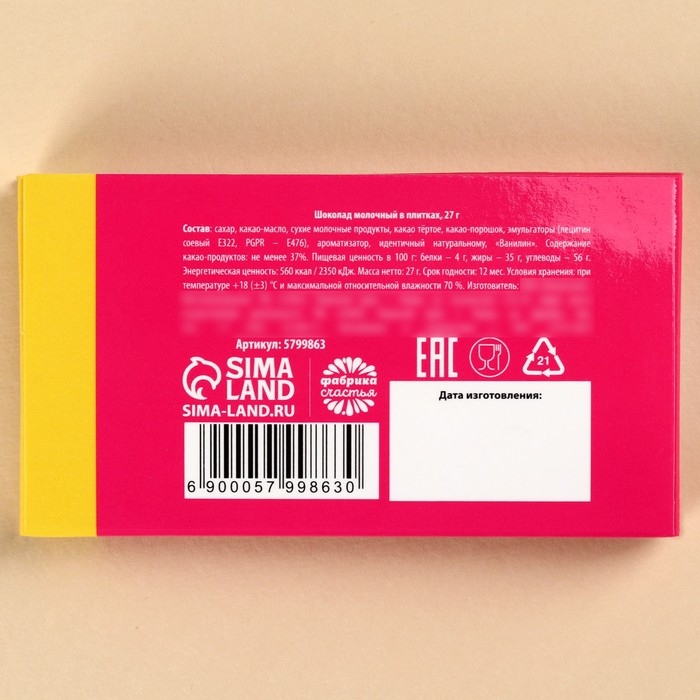 Шоколад молочный в плитках, 27 г
Состав: сахар, какао-масло, сухие молочные продукты, какао тёртое, какао-порошок, эмульгаторы (лецитин
соевый Е322, PGPR – Е476), ароматизатор, идентичный натуральному, «Ванилин». Содержание
какао-продуктов: не менее 37%. Пищевая ценность в 100 г: белки – 4 г, жиры – 35 г, углеводы – 56 г.
Энергетическая ценность: 560 ккал / 2350 кДж. Масса нетто: 27 г. Срок годности: 12 мес. Условия хранения: при
температуре +18 (±3) °С и максимальной относительной влажности 70 %. Изготовитель:
Артикул: 5799863
SIMA
LAND
SIMA-LAND.RU
фабрика
счастья
EAC
21
Дата изготовления:
6 900057 998630